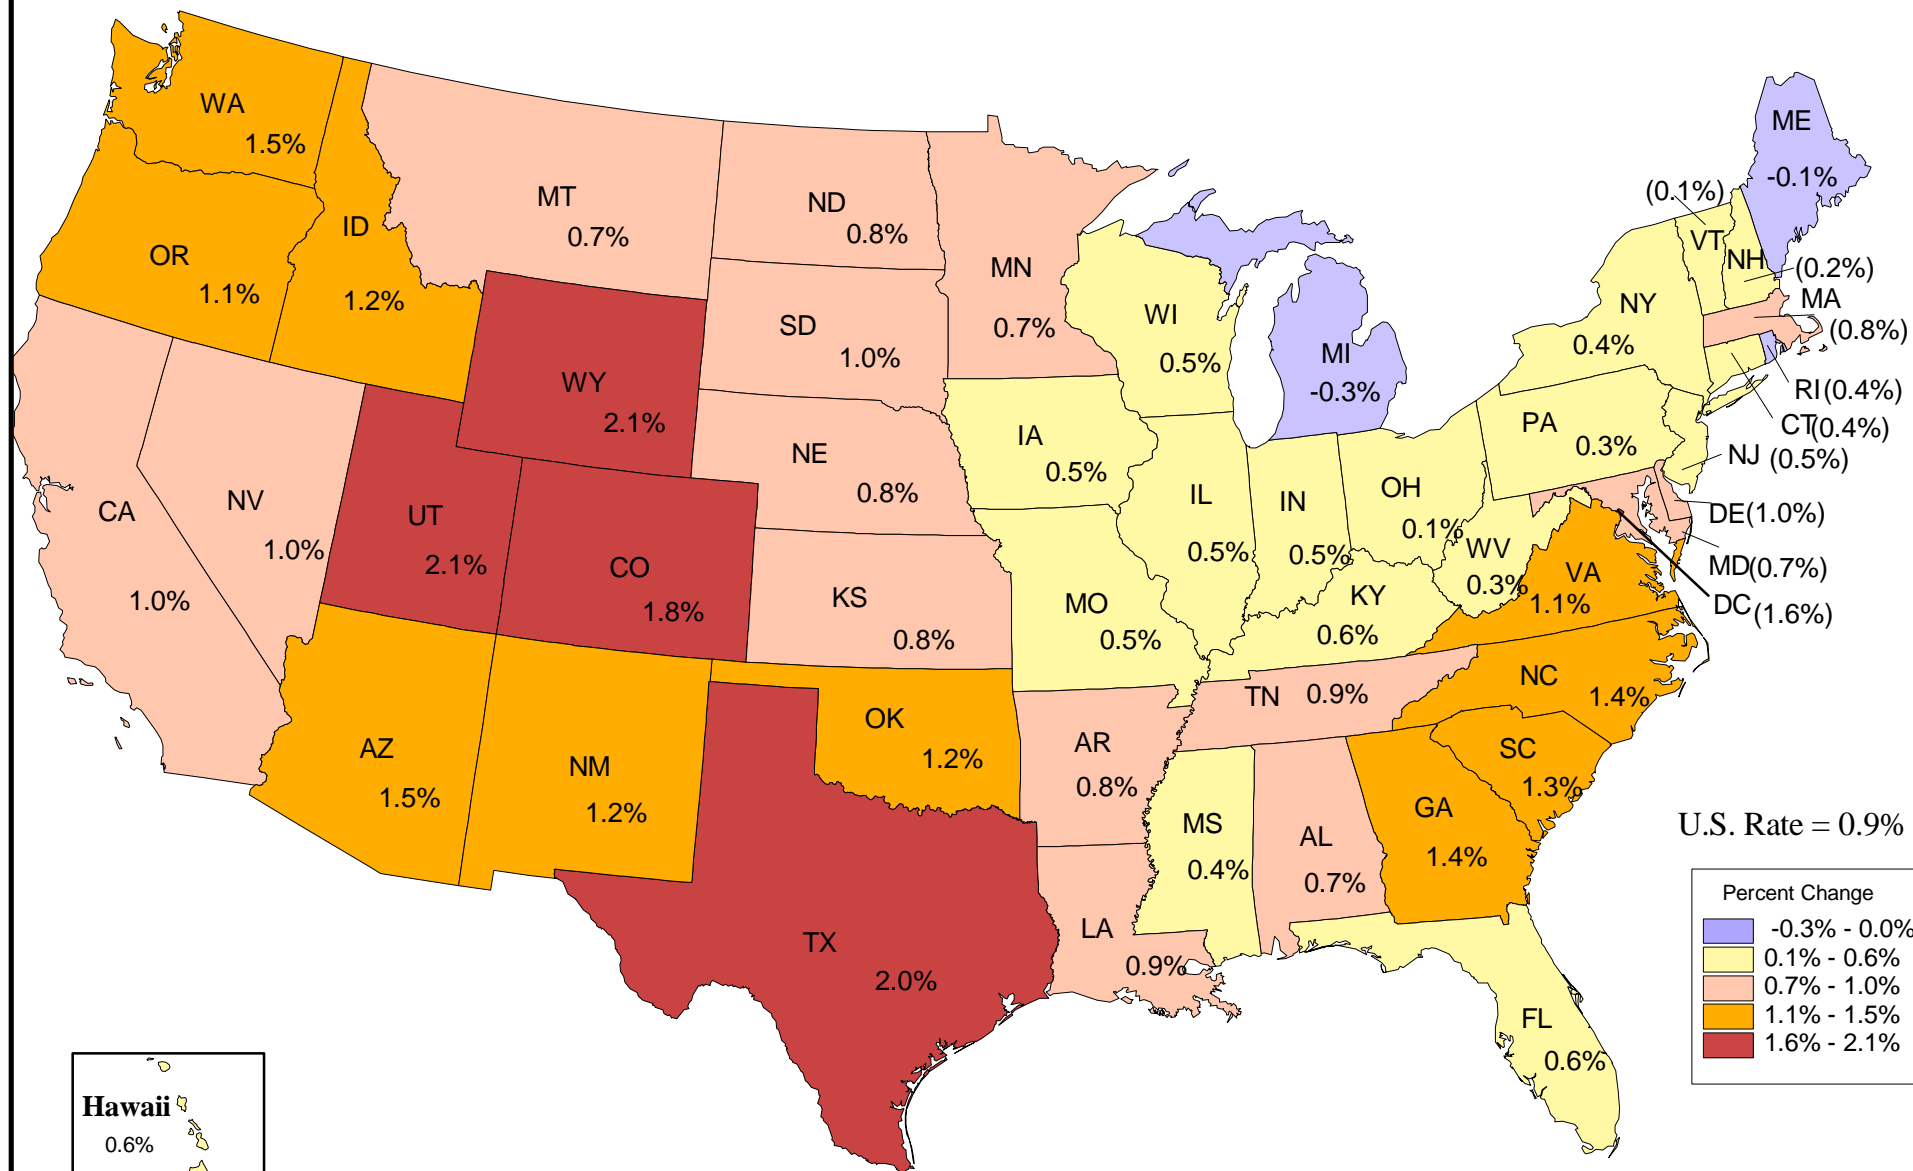 WA
1.5%
OR
1.1%
ID
1.2%
MT
0.7%
ND
0.8%
MN
0.7%
SD
1.0%
WY
2.1%
NE
0.8%
CA
1.0%
NV
1.0%
UT
2.1%
CO
1.8%
KS
0.8%
AZ
1.5%
NM
1.2%
OK
1.2%
TX
2.0%
WI
0.5%
MI
-0.3%
IA
0.5%
IL
0.5%
IN
0.5%
OH
0.1%
MO
0.5%
KY
0.6%
WV
0.3%
VA
1.1%
TN 0.9%
NC
1.4%
SC
1.3%
GA
1.4%
AL
0.7%
MS
0.4%
AR
0.8%
LA
0.9%
FL
0.6%
ME
-0.1%
(0.1%)
VT
NH
(0.2%)
MA
(0.8%)
NY
0.4%
RI(0.4%)
CT(0.4%)
PA
0.3%
NJ (0.5%)
DE(1.0%)
MD(0.7%)
DC(1.6%)
Hawaii
0.6%
U.S. Rate = 0.9%
Percent Change
-0.3% - 0.0%
0.1% - 0.6%
0.7% - 1.0%
1.1% - 1.5%
1.6% - 2.1%